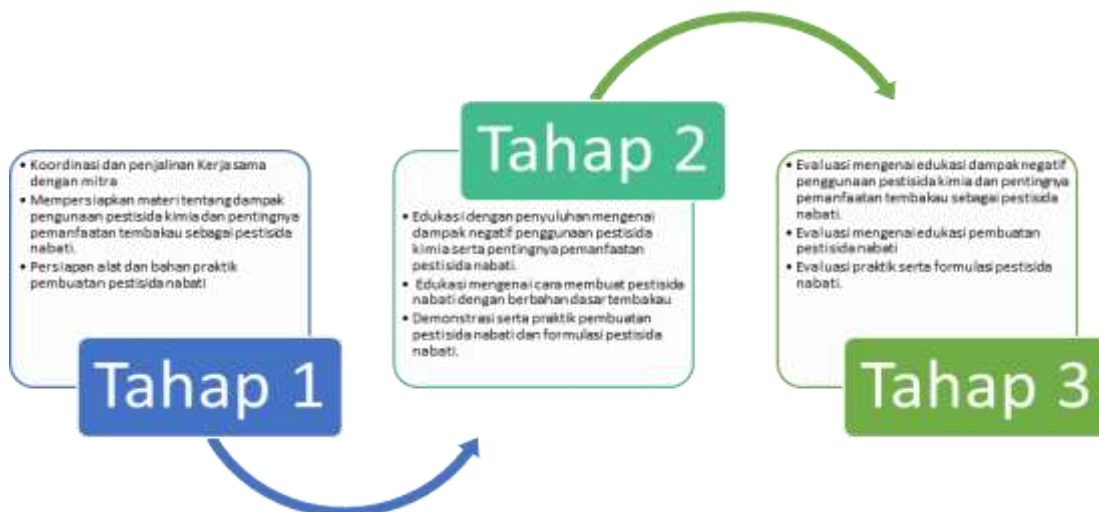 • Koordinasi dan penjalinan Kerja sama
dengan mitra
• Mempersiapkan materi tentang dampak
pengunaan pestisida kimia dan pentingnya
pemanfaatan tembakau sebagai pestisida
nabati.
• Persiapan alat dan bahan praktik
pembuatan pestisida nabati
Tahap 1
Tahap 2
• Edukasi dengan penyuluhan mengenai
dampak negatif penggunaan pestisida
kimia serta pentingnya pemanfaatan
pestisida nabati.
• Edukasi mengenai cara membuat pestisida
nabati dengan berbahan dasar tembakau
• Demonstrasi serta praktik pembuatan
pestisida nabati dan formulasi pestisida
nabati.
• Evaluasi mengenai edukasi dampak negatif
penggunaan pestisida kimia dan pentingnya
pemanfaatan tembakau sebagai pestisida
nabati.
• Evaluasi mengenai edukasi pembuatan
pestisida nabati
• Evaluasi praktik serta formulasi pestisida
nabati.
Tahap 3